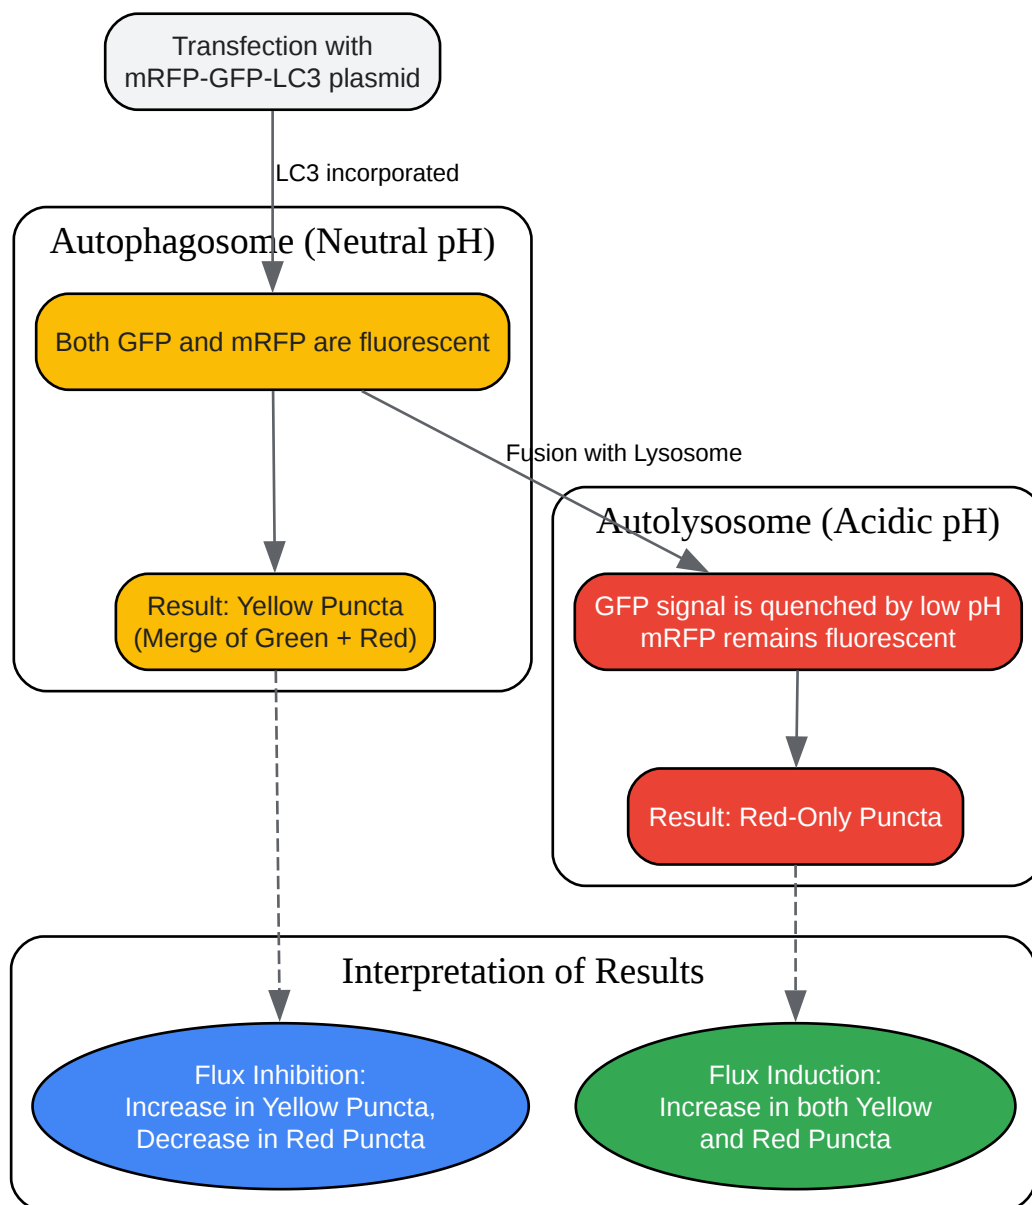 Transfection with
mRFP-GFP-LC3 plasmid
LC3 incorporated
Autophagosome (Neutral pH)
Both GFP and mRFP are fluorescent
Fusion with Lysosome
Autolysosome (Acidic pH)
Result: Yellow Puncta
(Merge of Green + Red)
GFP signal is quenched by low pH
mRFP remains fluorescent
Result: Red-Only Puncta
Interpretation of Results
Flux Inhibition:
Increase in Yellow Puncta,
Decrease in Red Puncta
Flux Induction:
Increase in both Yellow
and Red Puncta